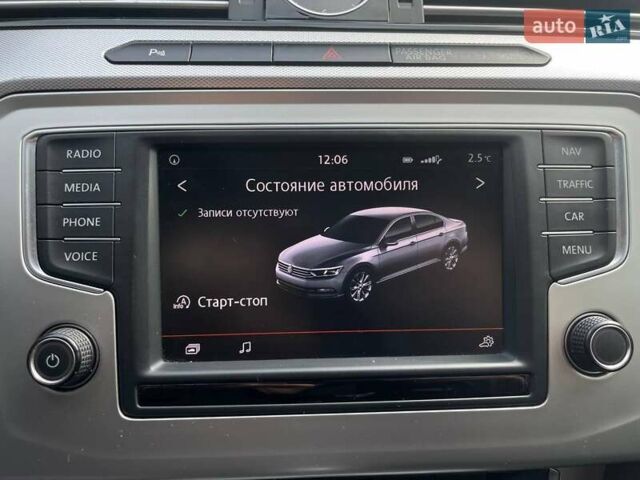 auto RIA
PASSENGER
AIR BAG
RADIO
MEDIA
PHONE
VOICE
12:06
2.5°C
Состояние автомобиля
Записи отсутствуют
Старт-стоп
NAV
TRAFFIC
CAR
MENU